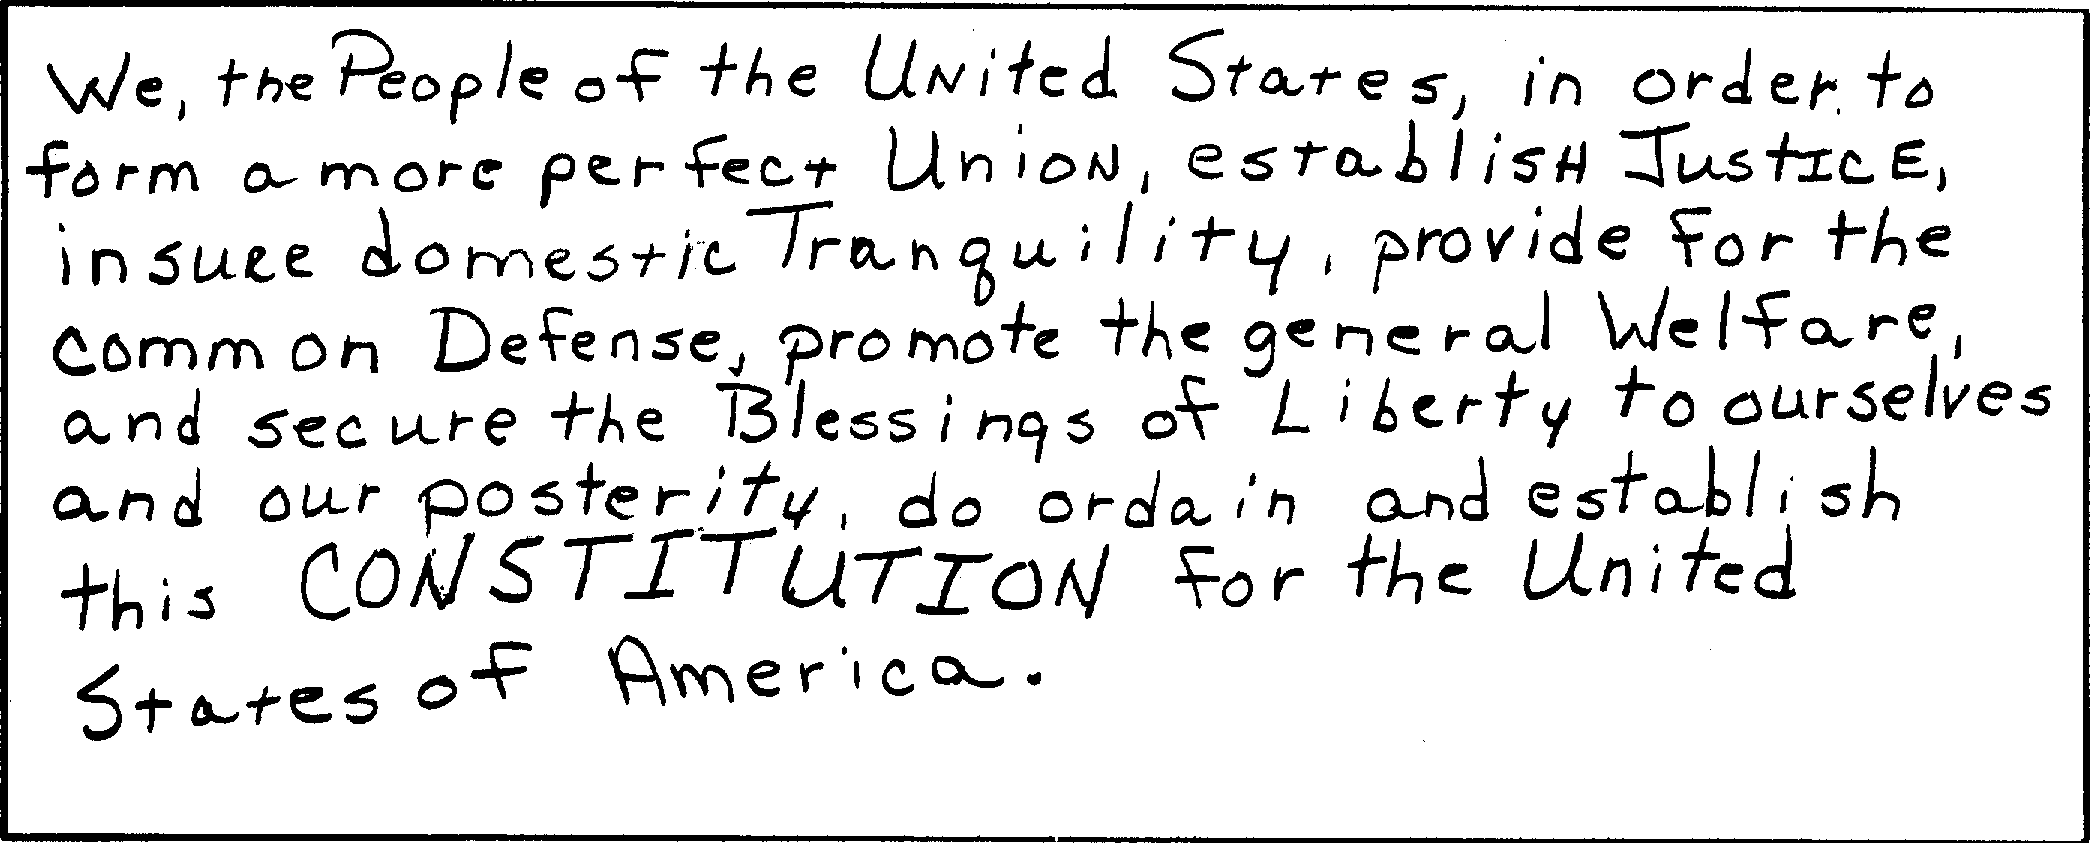 We, the People of the United States, in order to
form a more perfect Union, establisH JustICE,
insure domestic Tranquility, provide for the
common Defense, promote the general Welfare,
and secure the Blessings of Liberty to ourselves
and our posterity, do ordain and establish
this CONSTITUTION for the United
States of America.